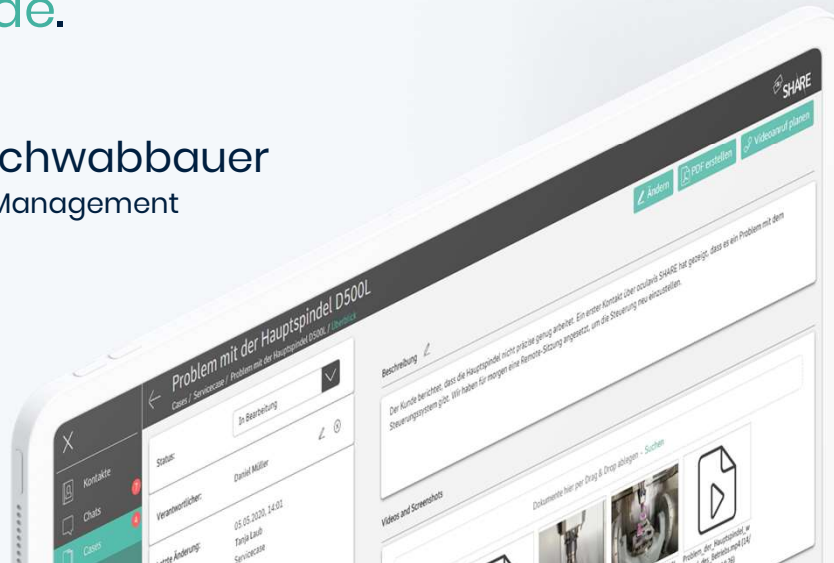 de.
chwabbauer
Management
SHARE
Ändern
PDF erstellen
Videoanruf planen
Problem mit der Hauptspindel D500L
Cases / Servicecase / Problem mit der Hauptspindel D500L / Überblick
Kontakte
7
Chats
4
Cases
Status:
In Bearbeitung
Verantwortlicher:
Daniel Müller
05.05.2020, 14:01
Tanja Laub
Änderung:
Servicecase
Beschreibung
Der Kunde berichtet, dass die Hauptspindel nicht präzise genug arbeitet. Ein erster Kontakt über oculavis SHARE hat gezeigt, dass es ein Problem mit dem
Steuerungssystem gibt. Wir haben für morgen eine Remote-Sitzung angesetzt, um die Steuerung neu einzustellen.
Videos and Screenshots
Dokumente hier per Drag & Drop ablegen - Suchen
Problem_der_Hauptspindel_w